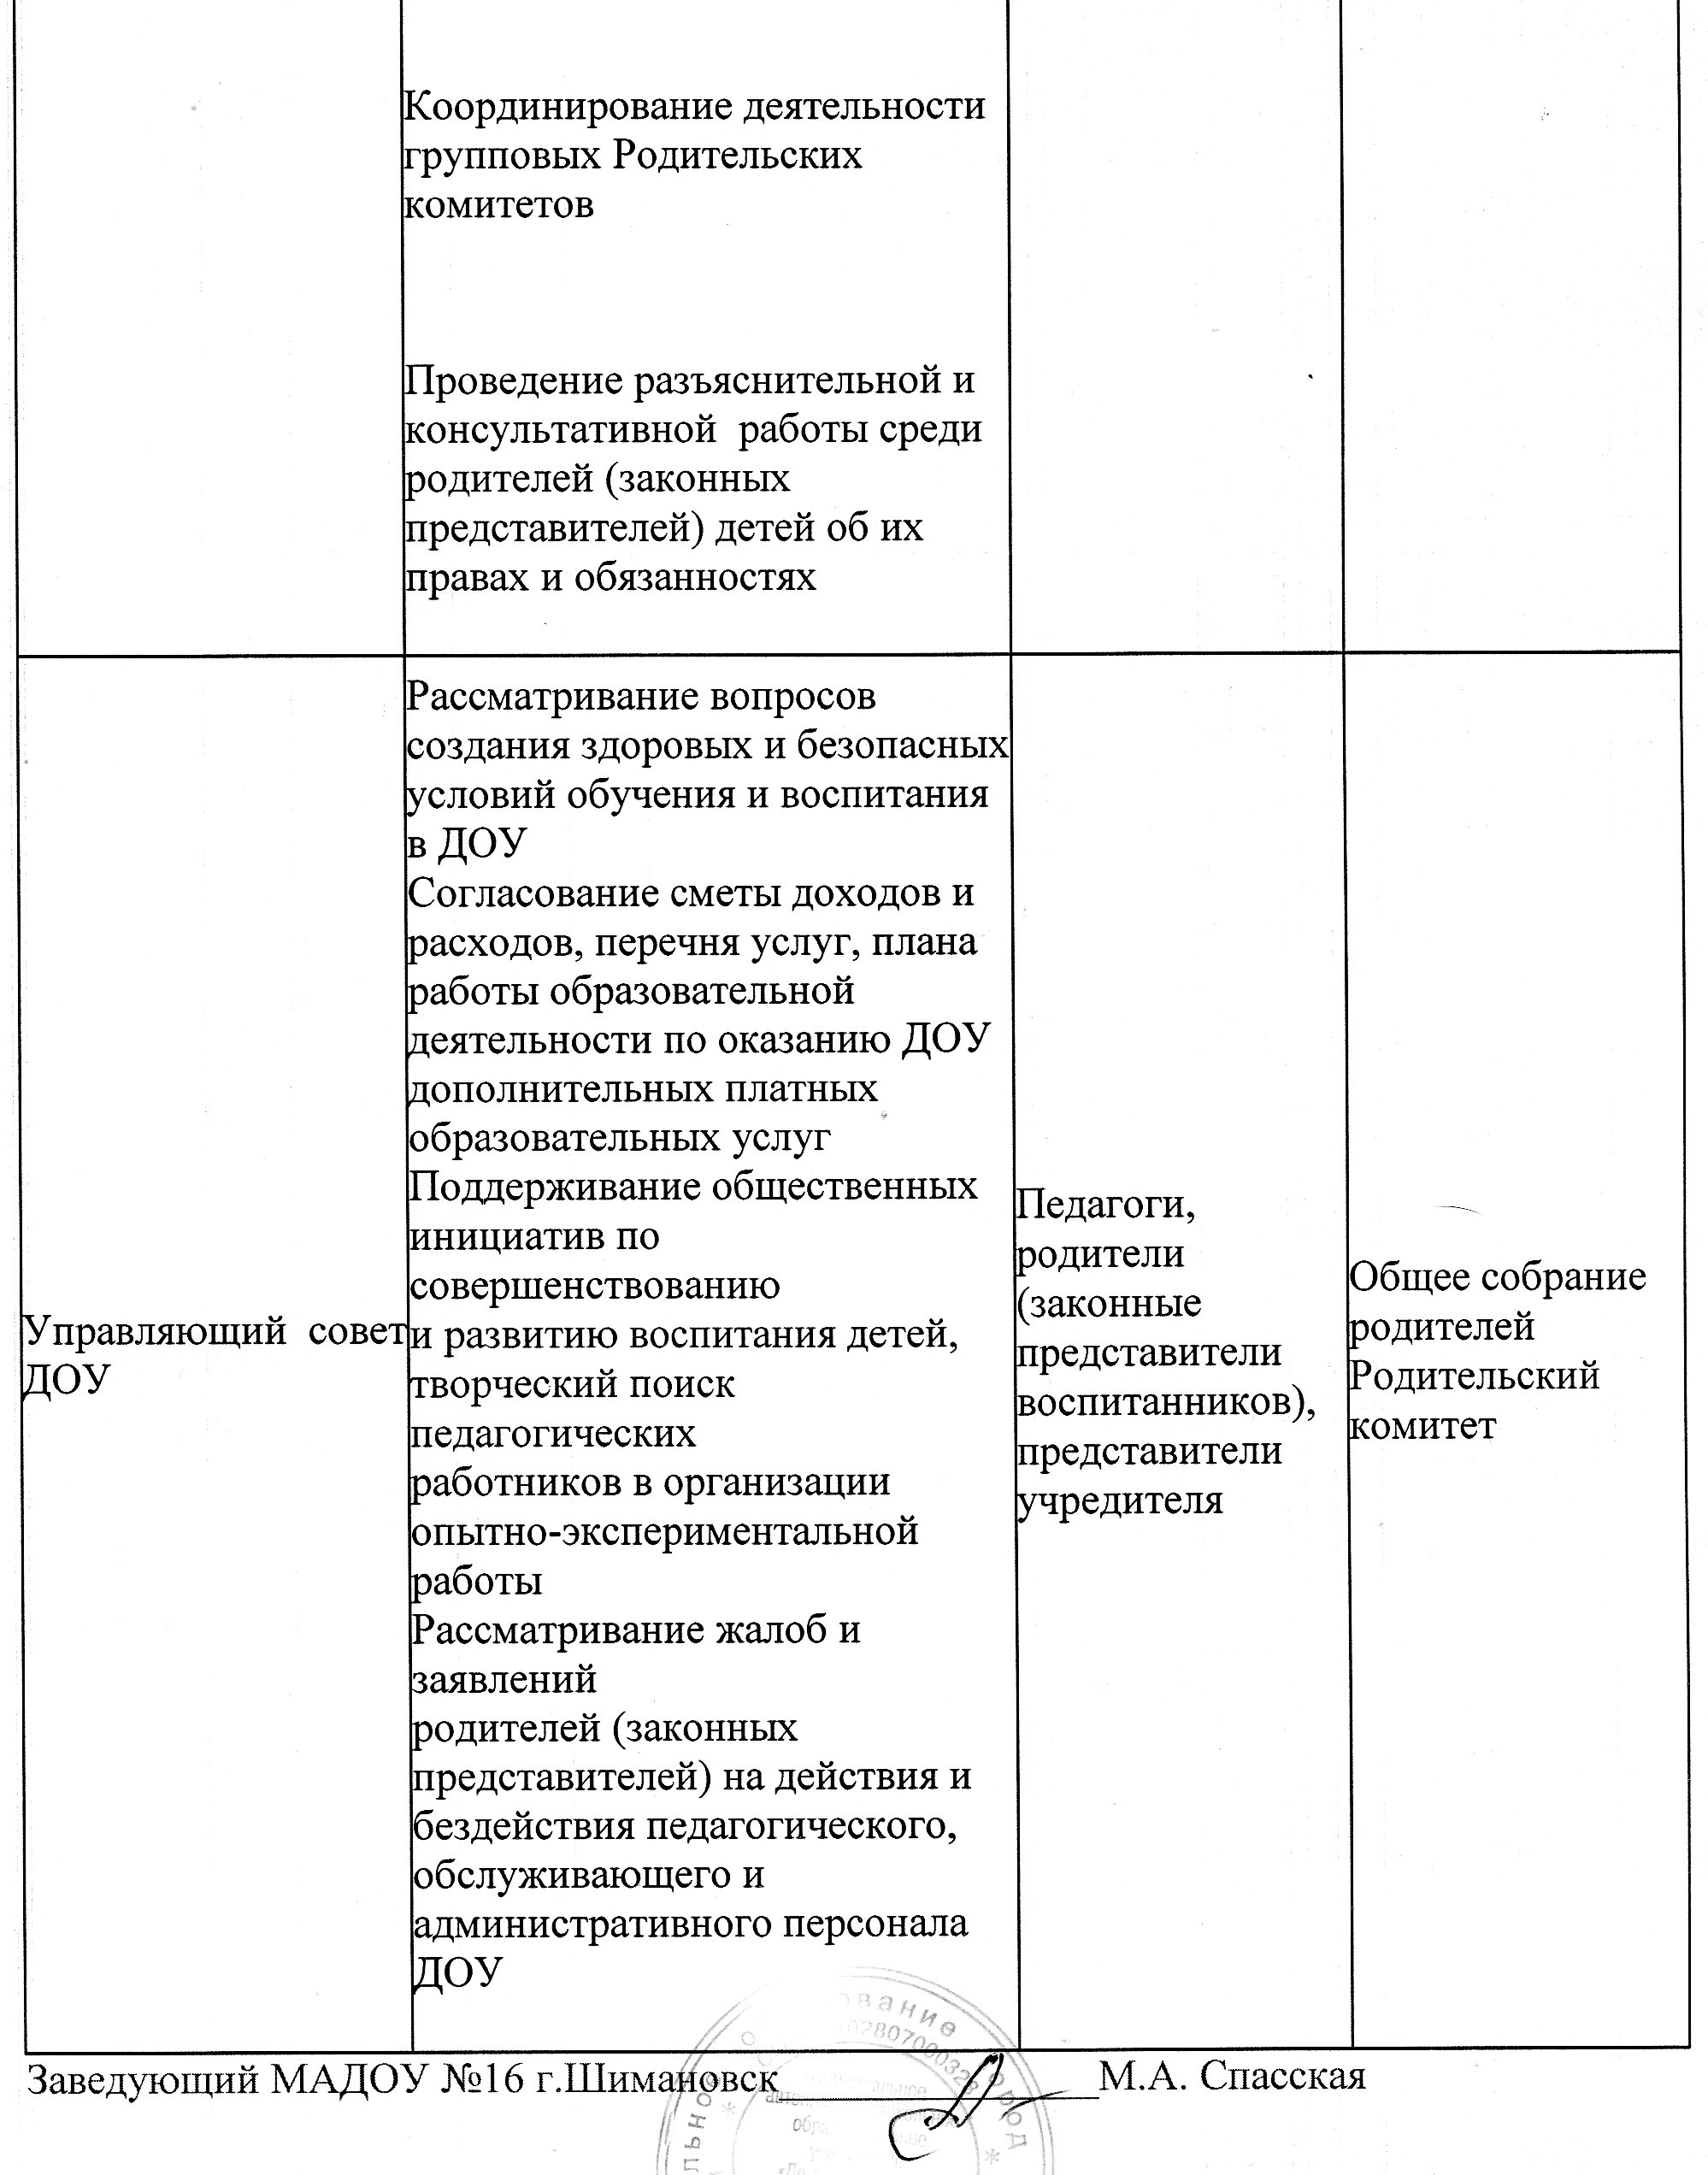 Координирование деятельности
групповых Родительских
комитетов
Проведение разъяснительной и
консультативной работы среди
родителей (законных
представителей) детей об их
правах и обязанностях
Управляющий совет
ДОУ
Рассматривание вопросов
создания здоровых и безопасных
условий обучения и воспитания
в ДОУ
Согласование сметы доходов и
расходов, перечня услуг, плана
работы образовательной
деятельности по оказанию ДОУ
дополнительных платных
образовательных услуг
Поддерживание общественных
инициатив по
совершенствованию
и развитию воспитания детей,
творческий поиск
педагогических
работников в организации
опытно-экспериментальной
работы
Рассматривание жалоб и
заявлений
родителей (законных
представителей) на действия и
бездействия педагогического,
обслуживающего и
административного персонала
ДОУ
Педагоги,
родители
(законные
представители
воспитанников),
представители
учредителя
Общее собрание
родителей
Родительский
комитет
Заведующий МАДОУ №16 г.Шимановск М.А. Спасская
город